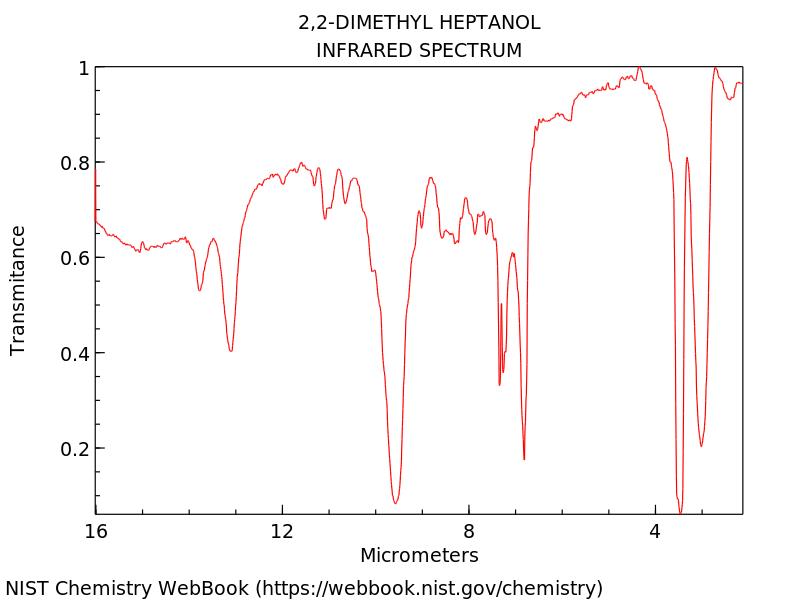 2,2-DIMETHYL HEPTANOL
INFRARED SPECTRUM
1
0.8
0.6
0.4
0.2
Transmitance
16 12 8 4
Micrometers
NIST Chemistry WebBook (https://webbook.nist.gov/chemistry)